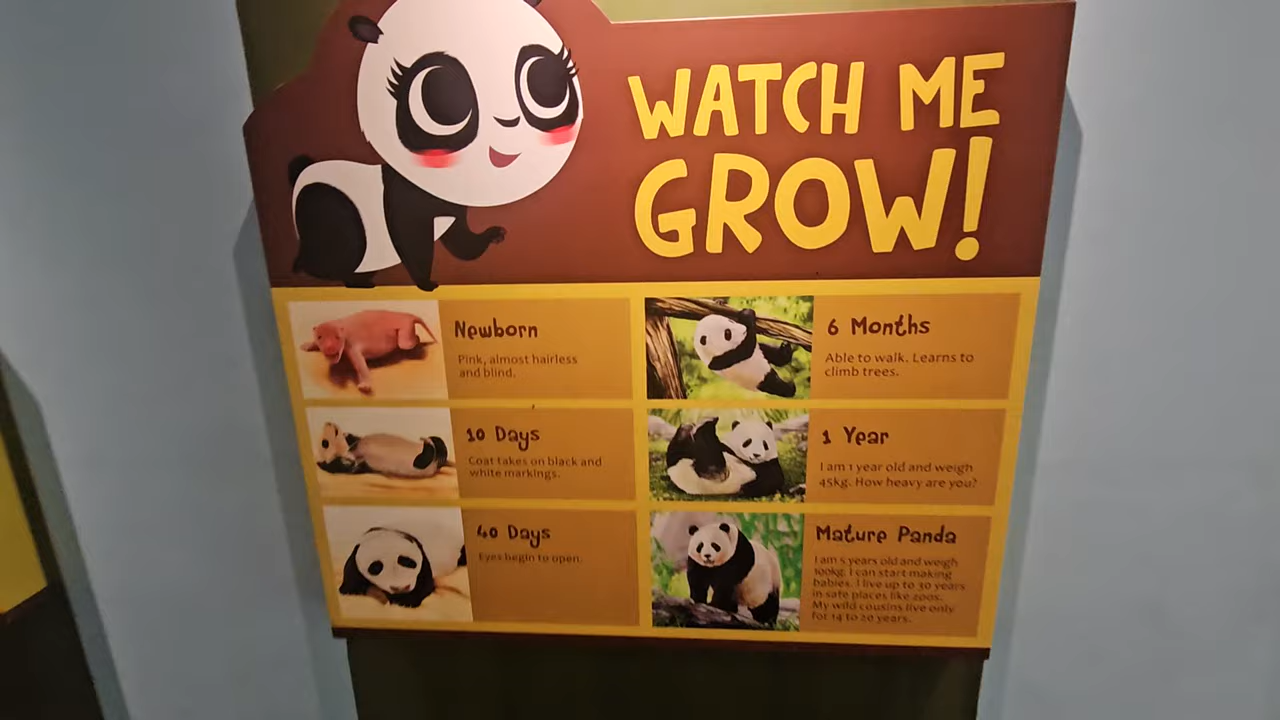 WATCH ME
GROW!
Newborn
Pink, almost hairless
and blind.
10 Days
Coat takes on black and
white markings.
40 Days
Eyes begin to open.
6 Months
Able to walk. Learns to
climb trees.
1 Year
I am 1 year old and weigh
45kg. How heavy are you?
Mature Panda
I am 5 years old and weigh
100kg. I can start making
babies. I live up to 30 years
in safe places like zoos.
My wild cousins live only
for 14 to 20 years.